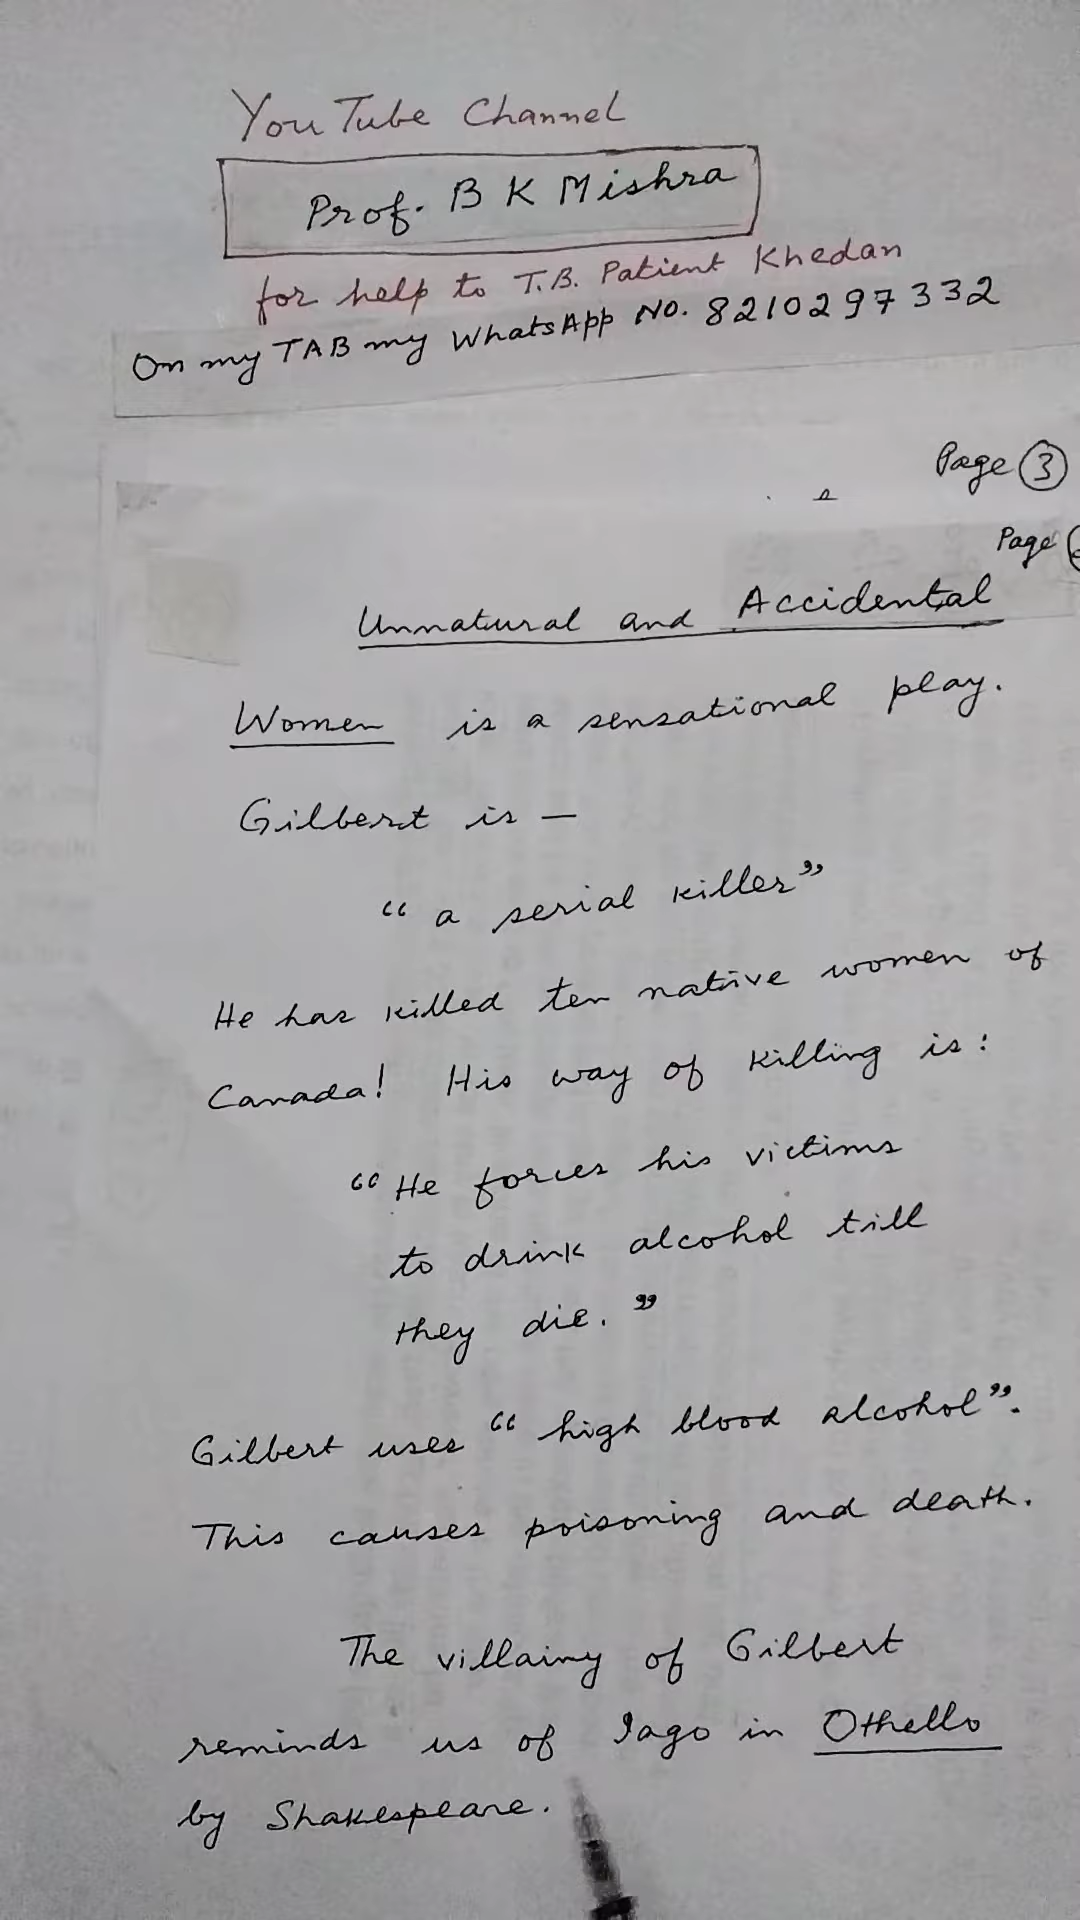 YouTube Channel
Prof. B K Mishra
for help to T.B. Patient Khedan
On my TAB my WhatsApp NO. 8210297332
Page 3
Page
Unnatural and Accidental
Women is a sensational play.
Gilbert is —
“a serial killer”
He has killed ten native women of
Canada! His way of killing is:
“He forces his victims
to drink alcohol till
they die.”
Gilbert uses “high blood alcohol”.
This causes poisoning and death.
The villainy of Gilbert
reminds us of Iago in Othello
by Shakespeare.